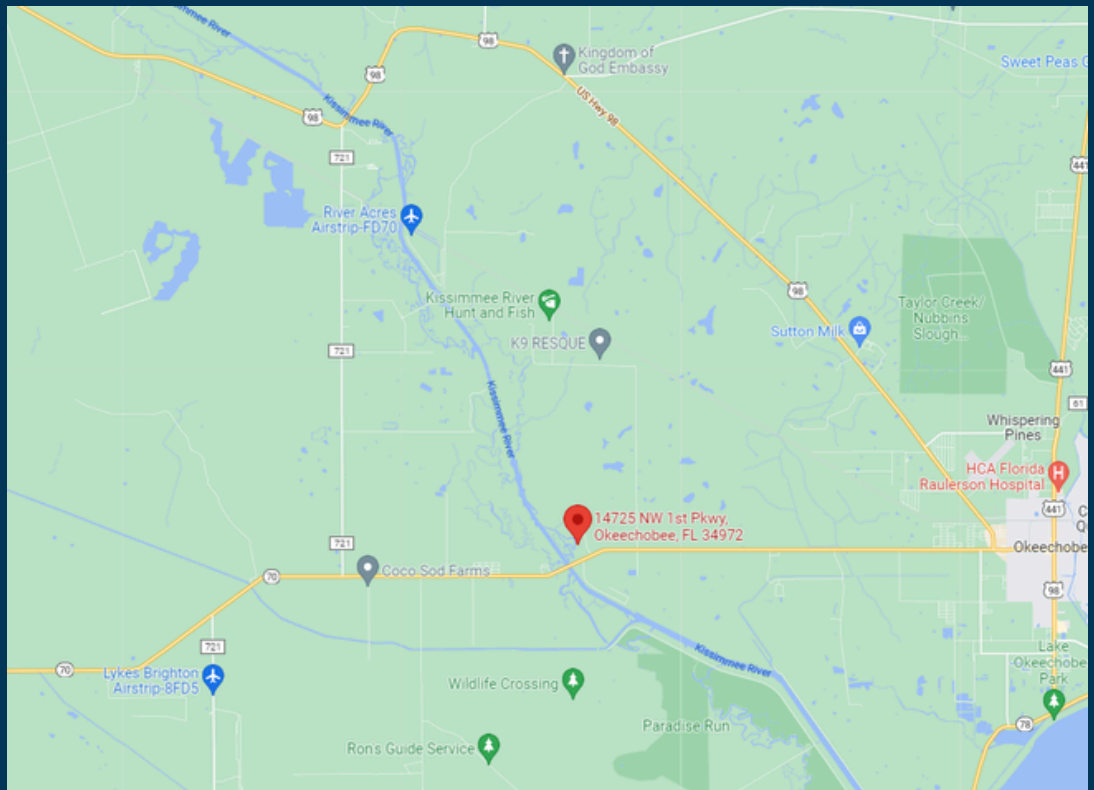 Kissimmee River
98
Kingdom of
God Embassy
Sweet Peas
98
US Hwy 98
98
Kissimmee River
721
441
River Acres
Airstrip-FD70
98
Kissimmee River
Hunt and Fish
Taylor Creek/
Nubbins
Slough...
Sutton Milk
K9 RESQUE
721
441
61
Kissimmee River
Whispering
Pines
HCA Florida
Raulerson Hospital
H
441
14725 NW 1st Pkwy,
Okeechobee, FL 34972
721
Okeechobe
70
Coco Sod Farms
98
721
Kissimmee River
Lake
Okeechobe
Park
70
Lykes Brighton
Airstrip-8FD5
Wildlife Crossing
Paradise Run
78
Ron's Guide Service